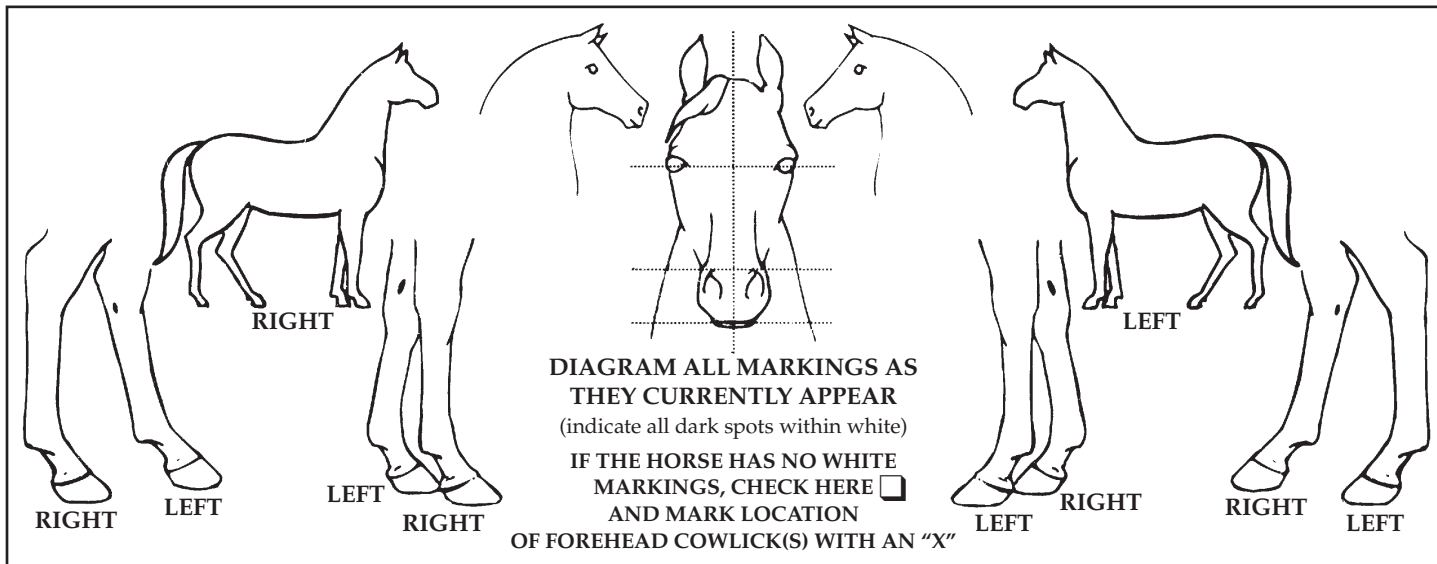 RIGHT
LEFT
DIAGRAM ALL MARKINGS AS
THEY CURRENTLY APPEAR
(indicate all dark spots within white)
IF THE HORSE HAS NO WHITE
MARKINGS, CHECK HERE ❏
AND MARK LOCATION
OF FOREHEAD COWLICK(S) WITH AN “X”
RIGHT
LEFT
LEFT
RIGHT
LEFT
RIGHT
RIGHT
LEFT